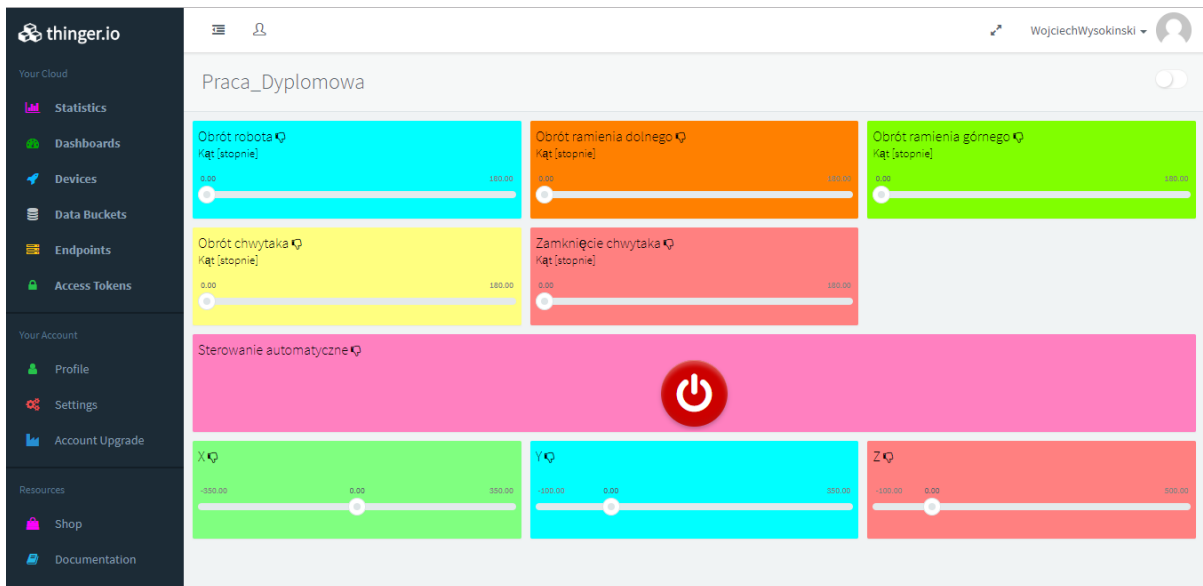 thinger.io
WojciechWysokinski
Your Cloud
Statistics
Dashboards
Devices
Data Buckets
Endpoints
Access Tokens
Your Account
Profile
Settings
Account Upgrade
Resources
Shop
Documentation
Praca_Dyplomowa
Obrót robota
Kąt [stopnie]
0.00 180.00
Obrót ramienia dolnego
Kąt [stopnie]
0.00 180.00
Obrót ramienia górnego
Kąt [stopnie]
0.00 180.00
Obrót chwytaka
Kąt [stopnie]
0.00 180.00
Zamknięcie chwytaka
Kąt [stopnie]
0.00 180.00
Sterowanie automatyczne
X
-350.00 0.00 350.00
Y
-100.00 0.00 350.00
Z
-100.00 0.00